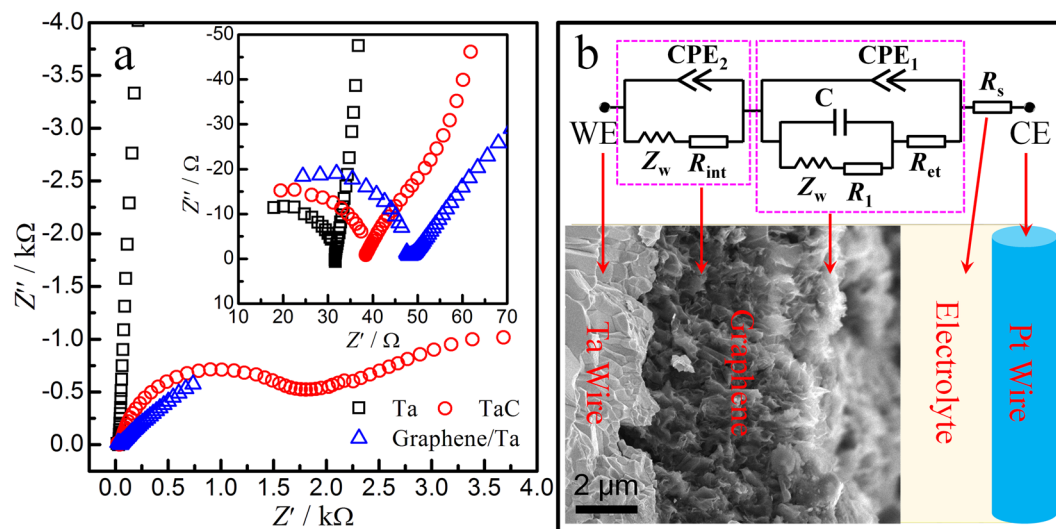 a
-4.0
-3.5
-3.0
-2.5
-2.0
-1.5
-1.0
-0.5
0.0
Z'' / kΩ
0.0 0.5 1.0 1.5 2.0 2.5 3.0 3.5 4.0
Z' / kΩ
-50
-40
-30
-20
-10
0
10
Z'' / Ω
10 20 30 40 50 60 70
Z' / Ω
Ta TaC
Graphene/Ta
b
CPE2
CPE1
C
Rs
WE
CE
Zw Rint
Zw R1
Ret
Ta Wire
Graphene
Electrolyte
Pt Wire
2 μm